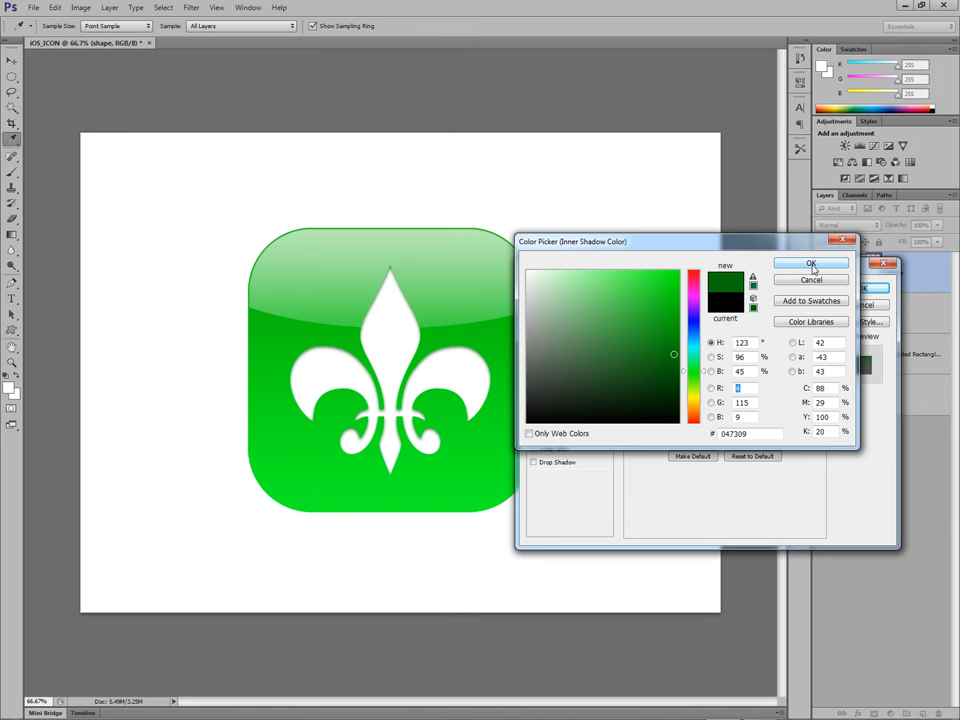 Ps File Edit Image Layer Type Select Filter View Window Help
Sample Size: Point Sample Sample: All Layers Show Sampling Ring Essentials
iOS_ICON @ 66.7% (shape, RGB/8) * ×
Color Swatches
R 255
G 255
B 255
Adjustments Styles
Add an adjustment
Layers Channels Paths
Kind
Normal Opacity: 100%
Fill: 100%
Color Picker (Inner Shadow Color)
new
current
OK
Cancel
Add to Swatches
Color Libraries
H: 123 °
S: 96 %
B: 45 %
R: 4
G: 115
B: 9
L: 42
a: -43
b: 43
C: 88 %
M: 29 %
Y: 100 %
K: 20 %
# 047309
Only Web Colors
Make Default Reset to Default
Drop Shadow
66.67% Doc: 5.49M/3.25M
Mini Bridge Timeline